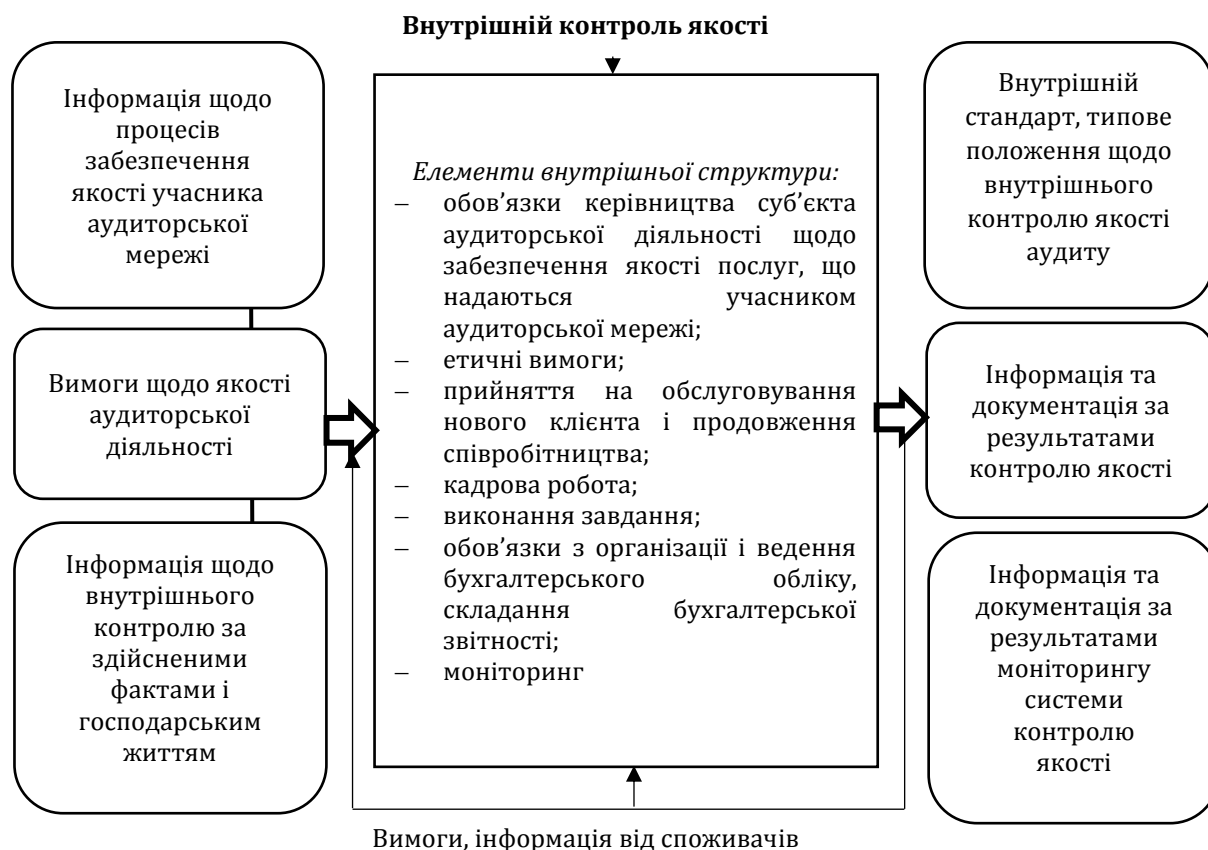 Внутрішній контроль якості
Інформація щодо
процесів
забезпечення
якості учасника
аудиторської
мережі
Вимоги щодо якості
аудиторської
діяльності
Інформація щодо
внутрішнього
контролю за
здійсненими
фактами і
господарським
життям
Елементи внутрішньої структури:
– обов’язки керівництва суб’єкта
аудиторської діяльності щодо
забезпечення якості послуг, що
надаються учасником
аудиторської мережі;
– етичні вимоги;
– прийняття на обслуговування
нового клієнта і продовження
співробітництва;
– кадрова робота;
– виконання завдання;
– обов’язки з організації і ведення
бухгалтерського обліку,
складання бухгалтерської
звітності;
– моніторинг
Внутрішній
стандарт, типове
положення щодо
внутрішнього
контролю якості
аудиту
Інформація та
документація за
результатами
контролю якості
Інформація та
документація за
результатами
моніторингу
системи
контролю
якості
Вимоги, інформація від споживачів